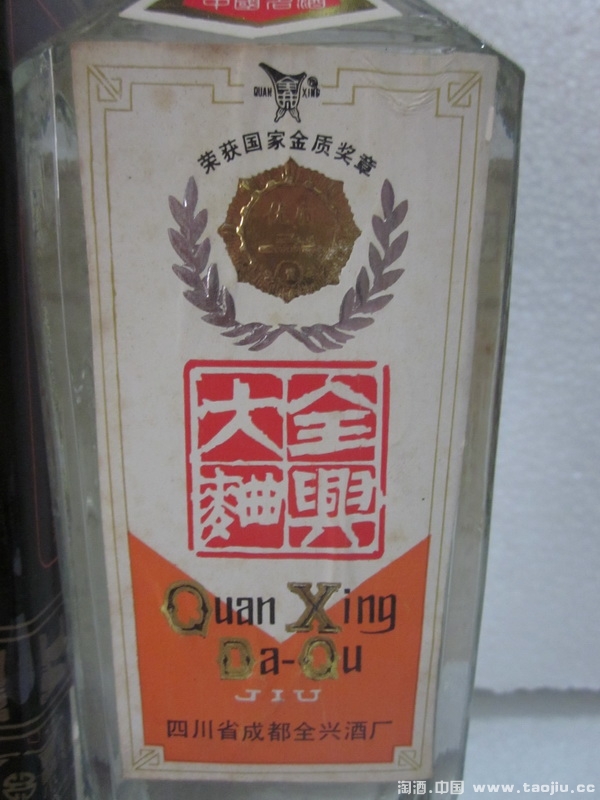 中國名酒
QUAN XING
荣获国家金质奖章
全興
大麯
Quan Xing
Da-Qu
JIU
四川省成都全兴酒厂
淘酒.中国 www.taojiu.cc